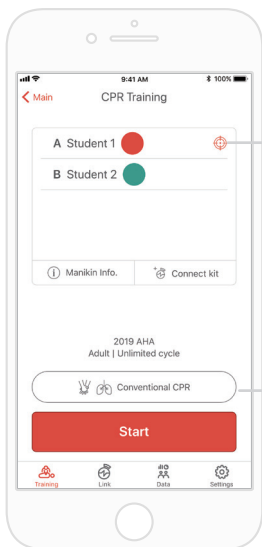 9:41 AM 100%
Main CPR Training
A Student 1
B Student 2
Manikin Info. Connect kit
2019 AHA
Adult | Unlimited cycle
Conventional CPR
Start
Training Link Data Settings